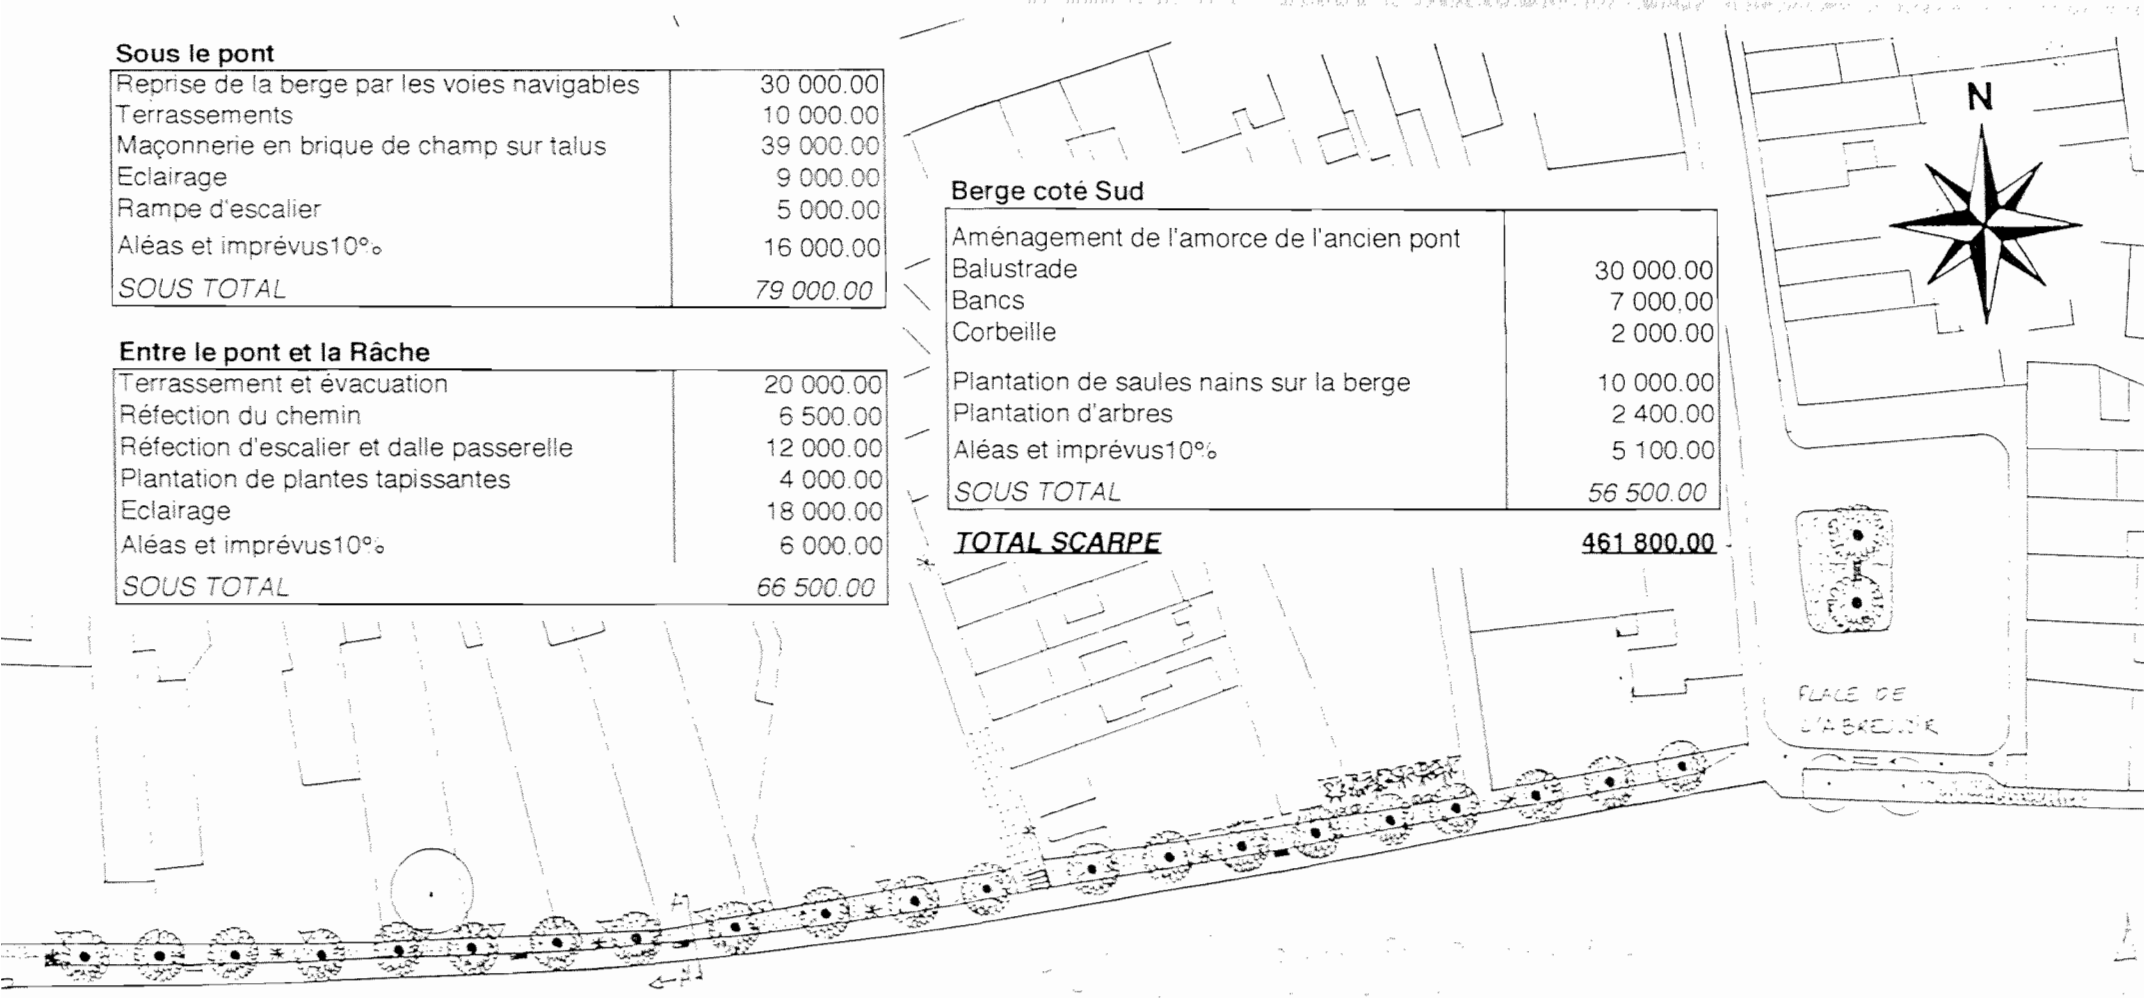 Sous le pont
Reprise de la berge par les voies navigables 30 000.00
Terrassements 10 000.00
Maçonnerie en brique de champ sur talus 39 000.00
Eclairage 9 000.00
Rampe d'escalier 5 000.00
Aléas et imprévus10% 16 000.00
SOUS TOTAL 79 000.00
Entre le pont et la Râche
Terrassement et évacuation 20 000.00
Réfection du chemin 6 500.00
Réfection d'escalier et dalle passerelle 12 000.00
Plantation de plantes tapissantes 4 000.00
Eclairage 18 000.00
Aléas et imprévus10% 6 000.00
SOUS TOTAL 66 500.00
Berge coté Sud
Aménagement de l'amorce de l'ancien pont
Balustrade 30 000.00
Bancs 7 000,00
Corbeille 2 000.00
Plantation de saules nains sur la berge 10 000.00
Plantation d'arbres 2 400.00
Aléas et imprévus10% 5 100.00
SOUS TOTAL 56 500.00
TOTAL SCARPE 461 800,00
N
PLACE DE
L'ABREUVOIR